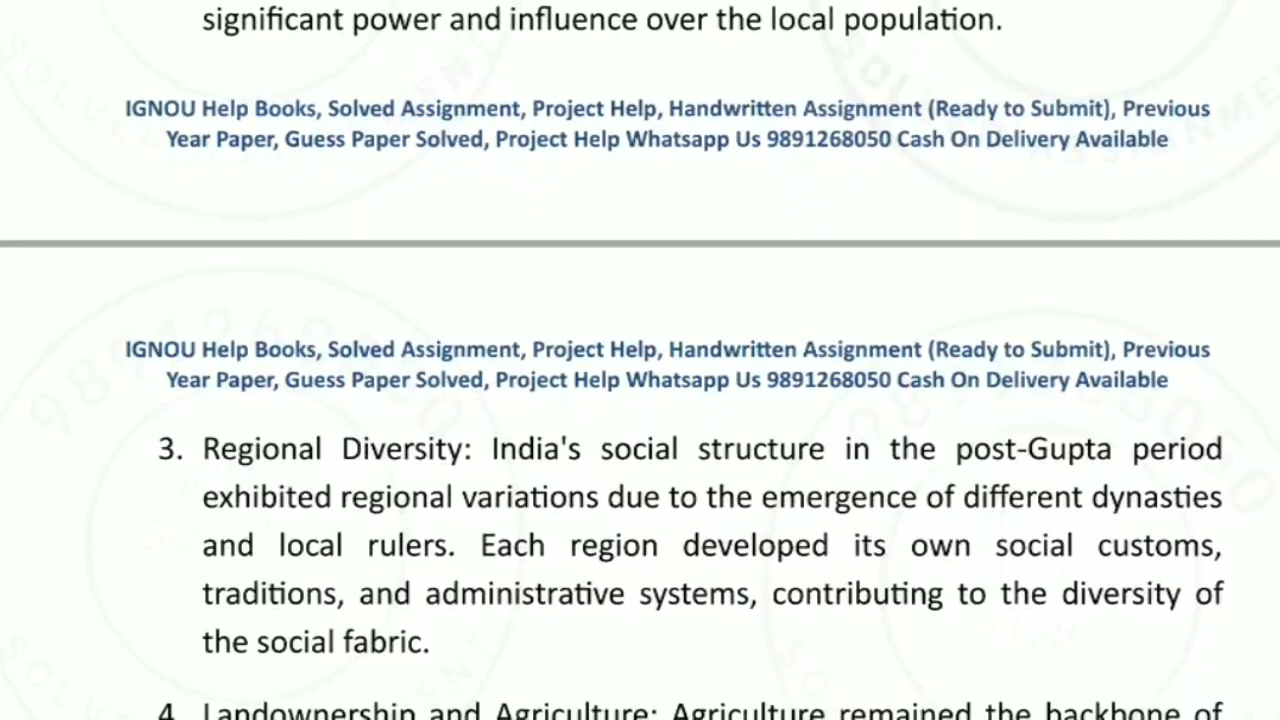 significant power and influence over the local population.
IGNOU Help Books, Solved Assignment, Project Help, Handwritten Assignment (Ready to Submit), Previous
Year Paper, Guess Paper Solved, Project Help Whatsapp Us 9891268050 Cash On Delivery Available
IGNOU Help Books, Solved Assignment, Project Help, Handwritten Assignment (Ready to Submit), Previous
Year Paper, Guess Paper Solved, Project Help Whatsapp Us 9891268050 Cash On Delivery Available
3. Regional Diversity: India's social structure in the post-Gupta period
exhibited regional variations due to the emergence of different dynasties
and local rulers. Each region developed its own social customs,
traditions, and administrative systems, contributing to the diversity of
the social fabric.
4. Landownership and Agriculture: Agriculture remained the backbone of